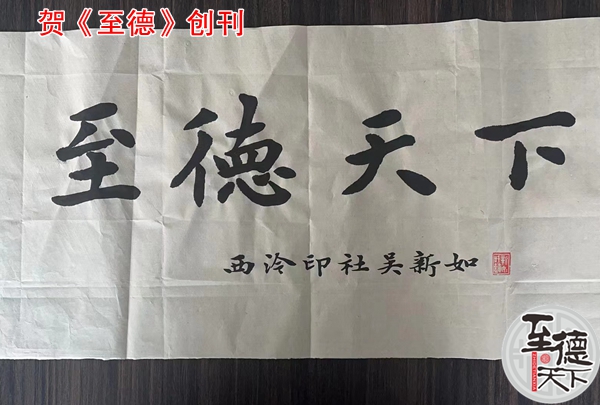 贺《至德》创刊
至德天下
西泠印社吴新如
至德
天下